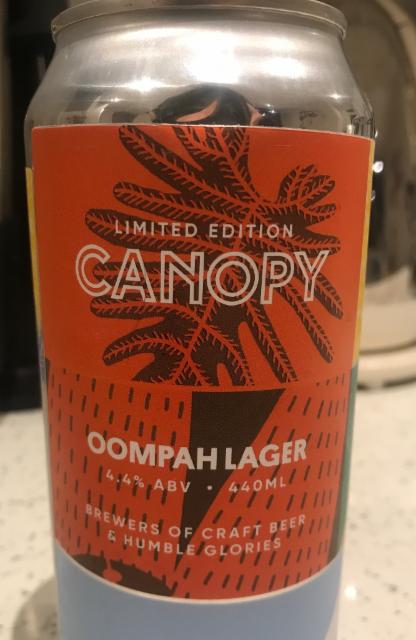 LIMITED EDITION
CANOPY
OOMPAH LAGER
4.4% ABV • 440ML
BREWERS OF CRAFT BEER
& HUMBLE GLORIES